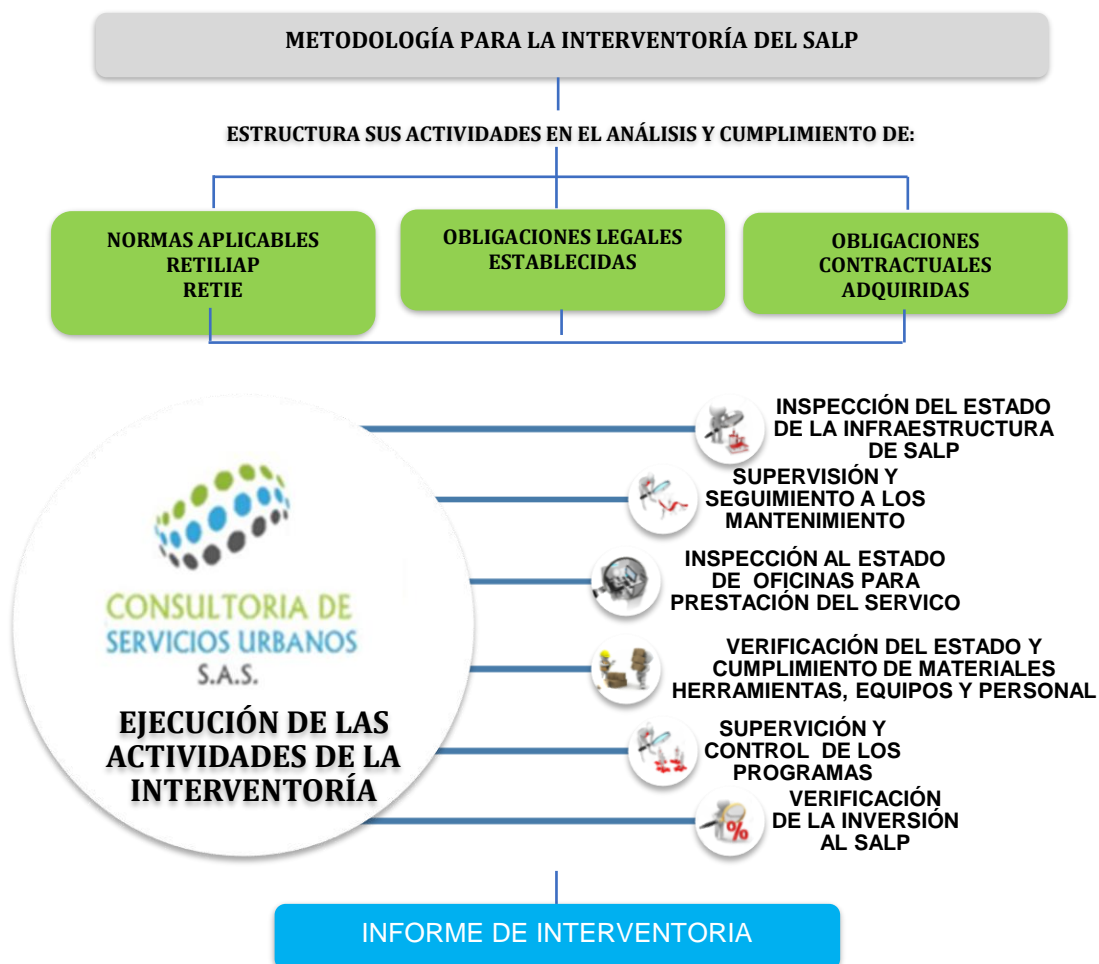 METODOLOGÍA PARA LA INTERVENTORÍA DEL SALP
ESTRUCTURA SUS ACTIVIDADES EN EL ANÁLISIS Y CUMPLIMIENTO DE:
NORMAS APLICABLES
RETILIAP
RETIE
OBLIGACIONES LEGALES
ESTABLECIDAS
OBLIGACIONES
CONTRACTUALES
ADQUIRIDAS
CONSULTORIA DE
SERVICIOS URBANOS
S.A.S.
EJECUCIÓN DE LAS
ACTIVIDADES DE LA
INTERVENTORÍA
INSPECCIÓN DEL ESTADO
DE LA INFRAESTRUCTURA
DE SALP
SUPERVISIÓN Y
SEGUIMIENTO A LOS
MANTENIMIENTO
INSPECCIÓN AL ESTADO
DE OFICINAS PARA
PRESTACIÓN DEL SERVICO
VERIFICACIÓN DEL ESTADO Y
CUMPLIMIENTO DE MATERIALES
HERRAMIENTAS, EQUIPOS Y PERSONAL
SUPERVICIÓN Y
CONTROL DE LOS
PROGRAMAS
%
VERIFICACIÓN
DE LA INVERSIÓN
AL SALP
INFORME DE INTERVENTORIA